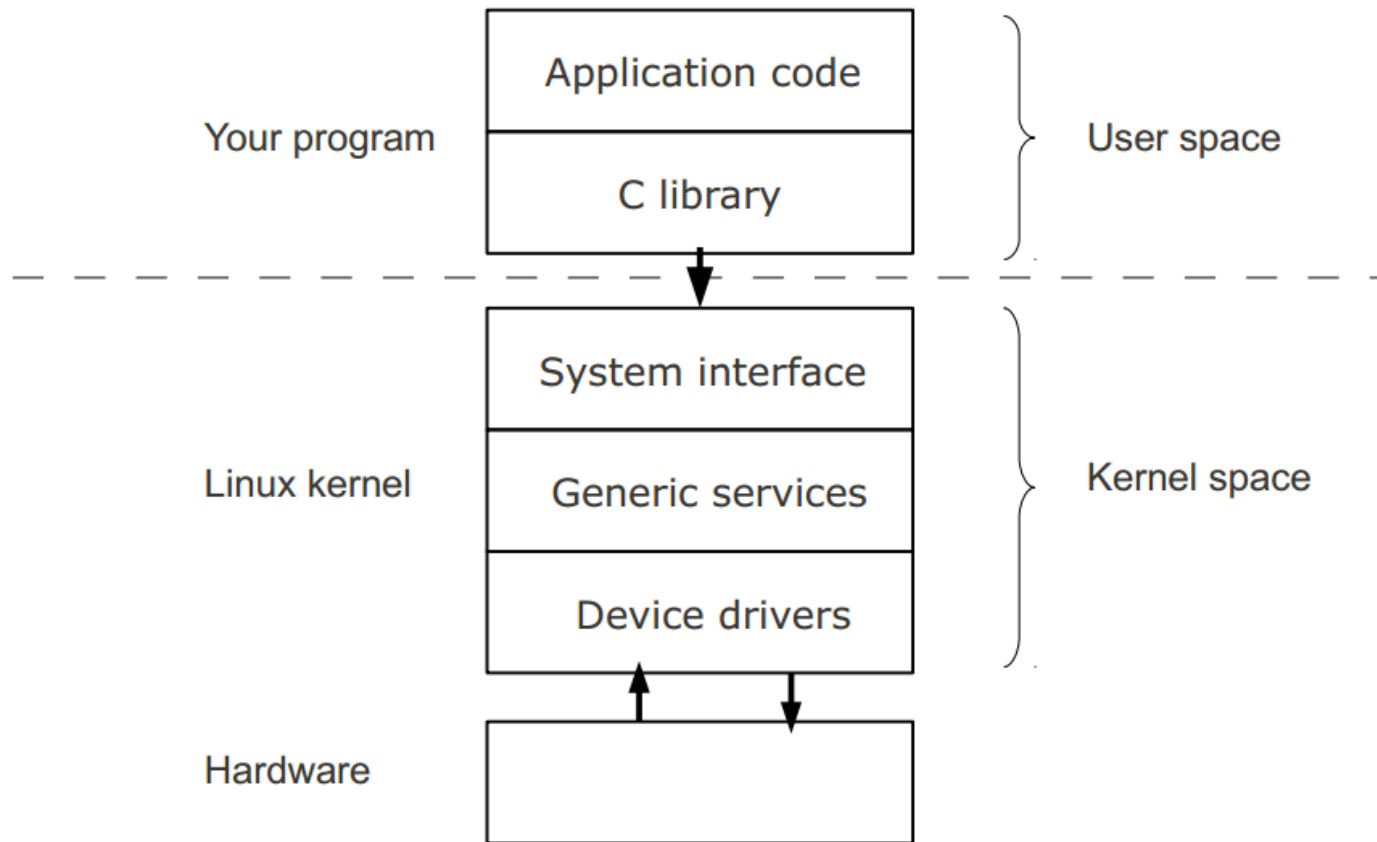 Application code
Your program
User space
C library
System interface
Linux kernel
Generic services
Kernel space
Device drivers
Hardware